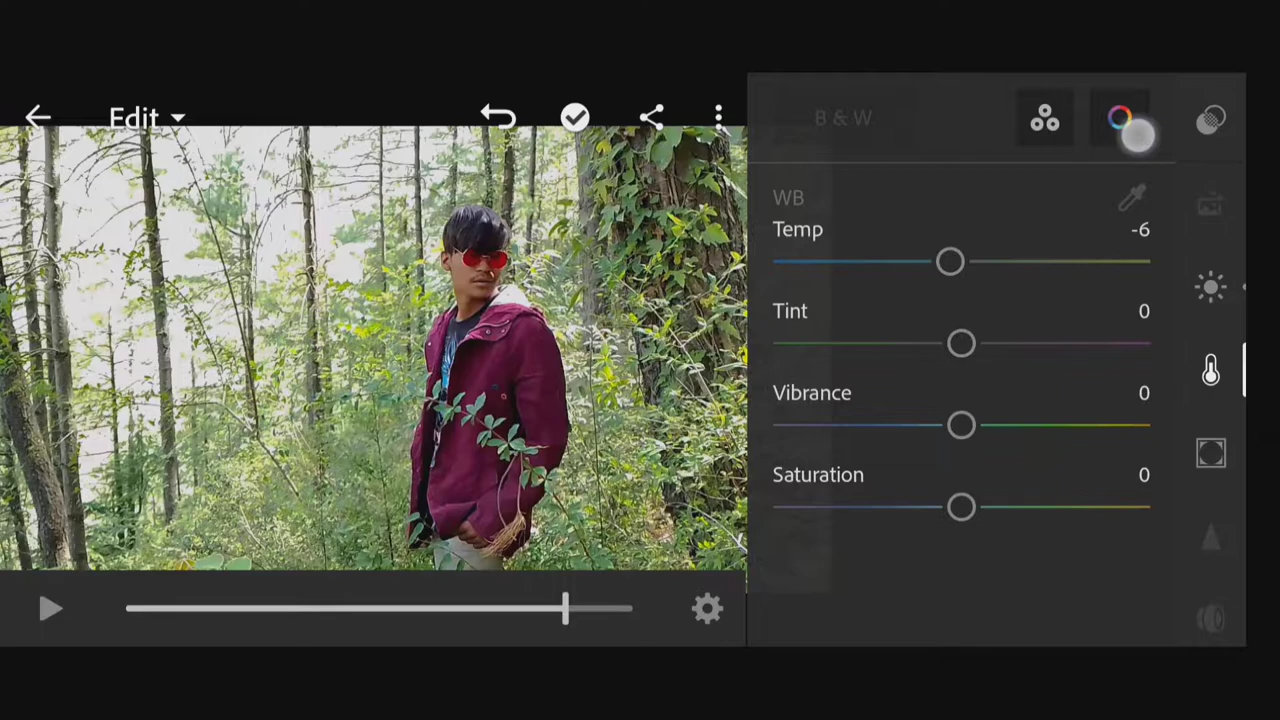 Edit
B & W
WB
Temp -6
Tint 0
Vibrance 0
Saturation 0